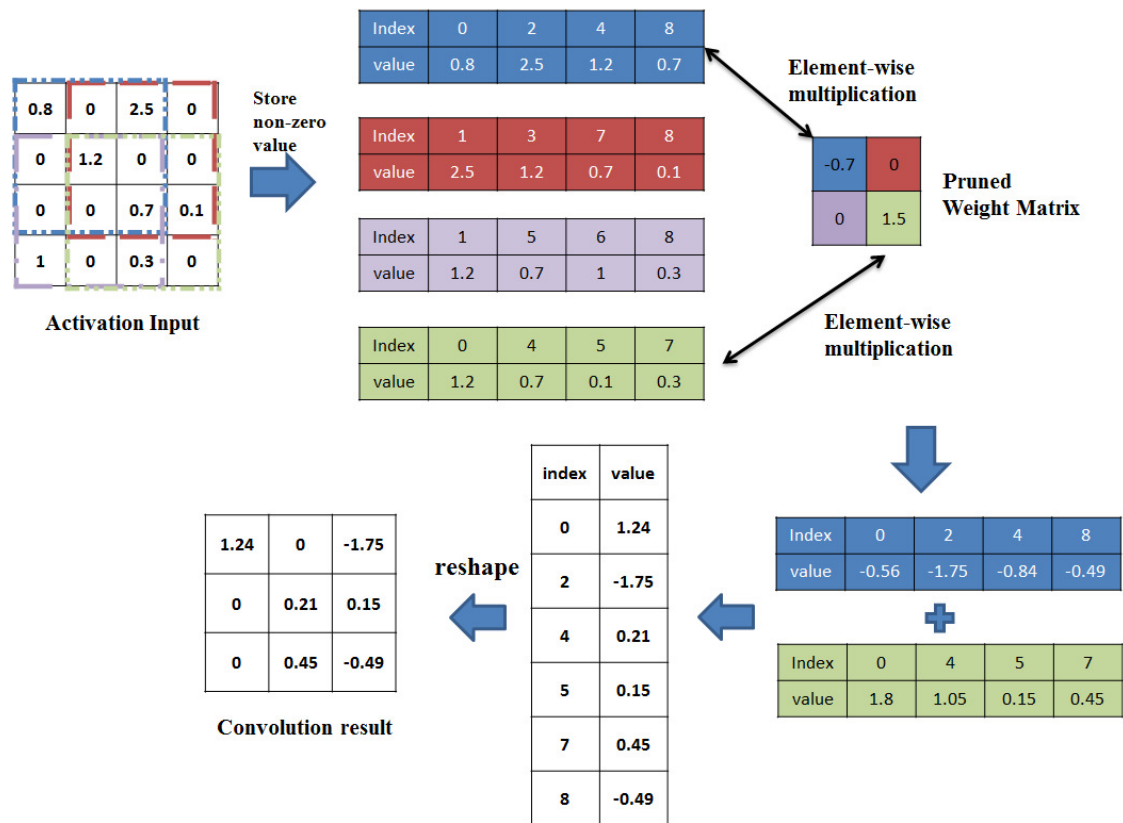 Index 0 2 4 8
value 0.8 2.5 1.2 0.7
Element-wise
multiplication
0.8 0 2.5 0
0 1.2 0 0
0 0 0.7 0.1
1 0 0.3 0
Activation Input
Store
non-zero
value
Index 1 3 7 8
value 2.5 1.2 0.7 0.1
Index 1 5 6 8
value 1.2 0.7 1 0.3
Index 0 4 5 7
value 1.2 0.7 0.1 0.3
-0.7 0
0 1.5
Pruned
Weight Matrix
Element-wise
multiplication
Index 0 2 4 8
value -0.56 -1.75 -0.84 -0.49
Index 0 4 5 7
value 1.8 1.05 0.15 0.45
index value
0 1.24
2 -1.75
4 0.21
5 0.15
7 0.45
8 -0.49
reshape
1.24 0 -1.75
0 0.21 0.15
0 0.45 -0.49
Convolution result